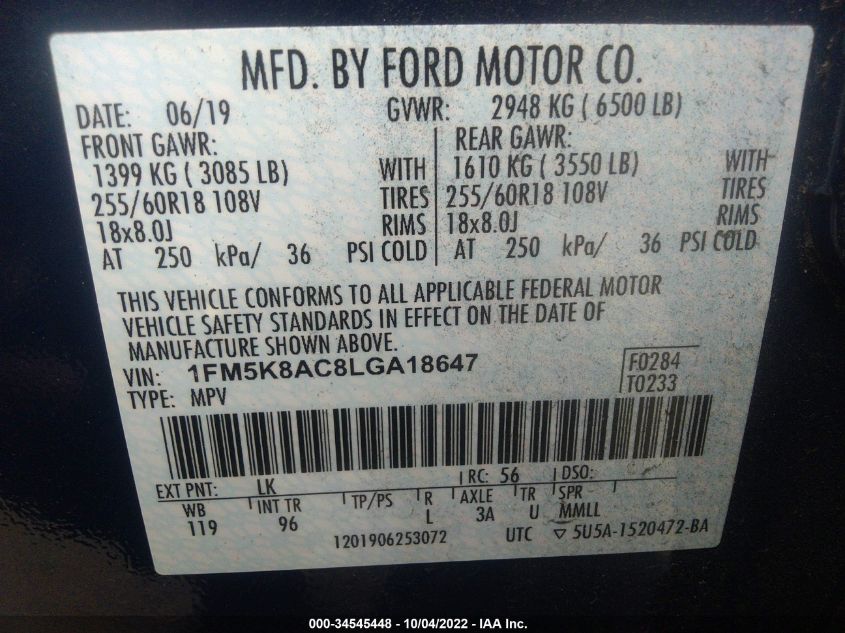 MFD. BY FORD MOTOR CO.
DATE: 06/19 GVWR: 2948 KG ( 6500 LB)
FRONT GAWR: REAR GAWR:
1399 KG ( 3085 LB) WITH 1610 KG ( 3550 LB) WITH
255/60R18 108V TIRES 255/60R18 108V TIRES
18x8.0J RIMS 18x8.0J RIMS
AT 250 kPa/ 36 PSI COLD AT 250 kPa/ 36 PSI COLD
THIS VEHICLE CONFORMS TO ALL APPLICABLE FEDERAL MOTOR
VEHICLE SAFETY STANDARDS IN EFFECT ON THE DATE OF
MANUFACTURE SHOWN ABOVE.
VIN: 1FM5K8AC8LGA18647 F0284
TYPE: MPV T0233
EXT PNT: LK RC: 56 DSO:
WB INT TR TP/PS R AXLE TR SPR
119 96 L 3A U MMLL
1201906253072 UTC ▽ 5U5A-1520472-BA
000-34545448 - 10/04/2022 - IAA Inc.